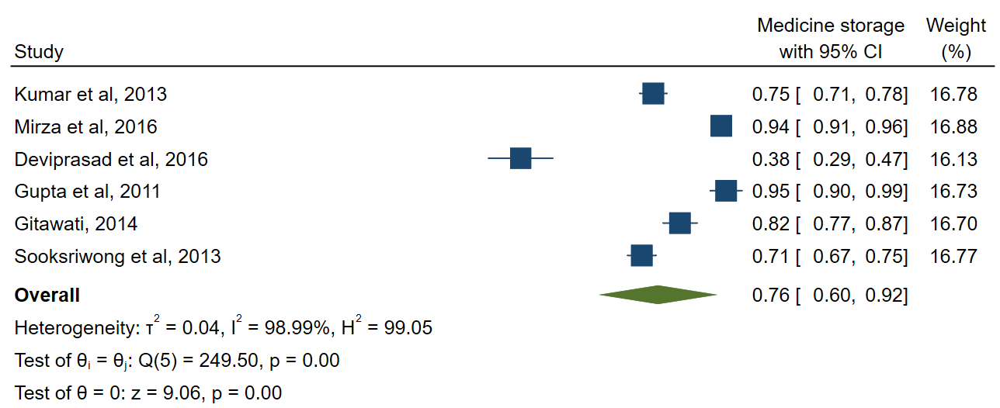 Medicine storage Weight
Study with 95% CI (%)
Kumar et al, 2013 0.75 [ 0.71, 0.78] 16.78
Mirza et al, 2016 0.94 [ 0.91, 0.96] 16.88
Deviprasad et al, 2016 0.38 [ 0.29, 0.47] 16.13
Gupta et al, 2011 0.95 [ 0.90, 0.99] 16.73
Gitawati, 2014 0.82 [ 0.77, 0.87] 16.70
Sooksriwong et al, 2013 0.71 [ 0.67, 0.75] 16.77
Overall 0.76 [ 0.60, 0.92]
Heterogeneity: τ² = 0.04, I² = 98.99%, H² = 99.05
Test of θᵢ = θⱼ: Q(5) = 249.50, p = 0.00
Test of θ = 0: z = 9.06, p = 0.00